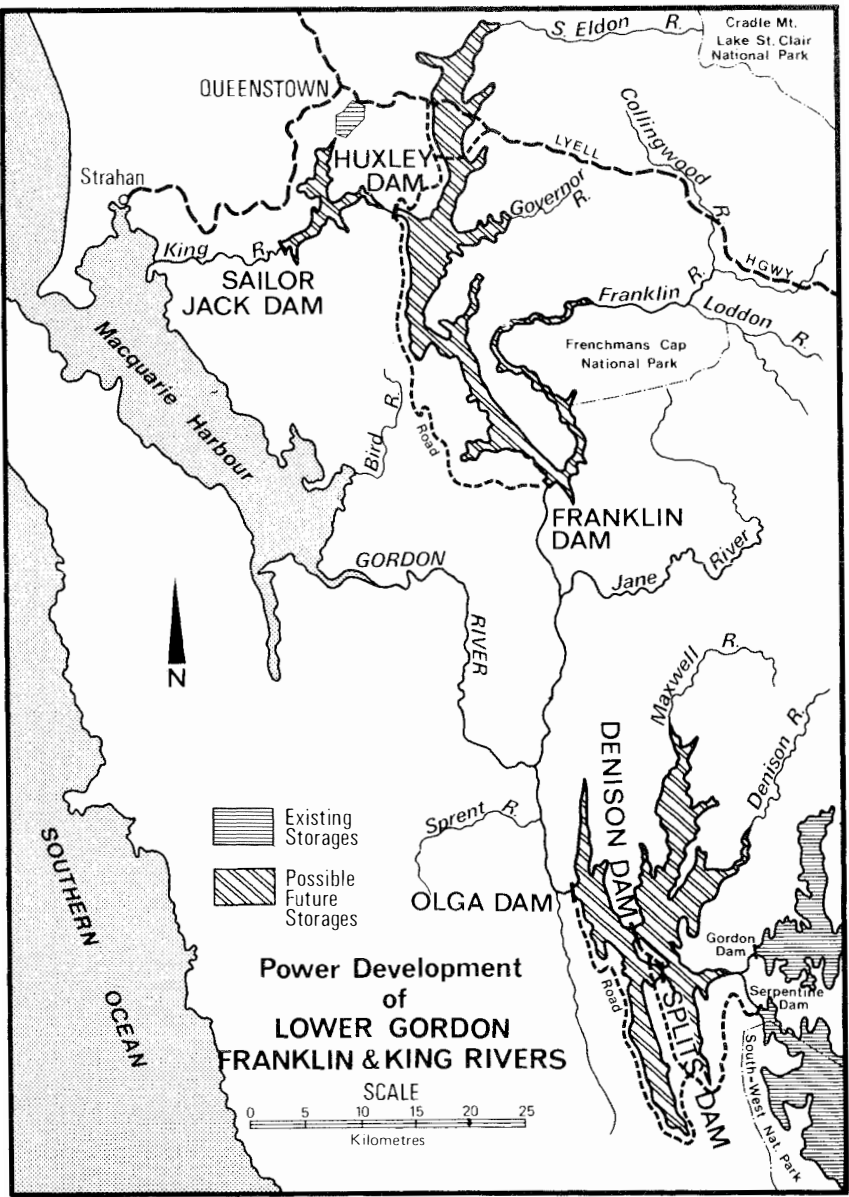 S. Eldon R.
Cradle Mt.
Lake St. Clair
National Park
QUEENSTOWN
Collingwood
R.
LYELL
HUXLEY
DAM
Strahan
Governor
R.
King R.
HGWY
SAILOR
JACK DAM
Franklin R.
Loddon R.
Macquarie Harbour
Frenchmans Cap
National Park
Bird R.
Road
FRANKLIN
DAM
GORDON
RIVER
Jane River
N
Maxwell R.
Denison R.
DENISON DAM
Sprent R.
Existing
Storages
Possible
Future
Storages
OLGA DAM
SOUTHERN
OCEAN
Gordon
Dam
Serpentine
Dam
Road
SPLITS DAM
South-West Nat. Park
Power Development
of
LOWER GORDON
FRANKLIN & KING RIVERS
SCALE
0 5 10 15 20 25
Kilometres